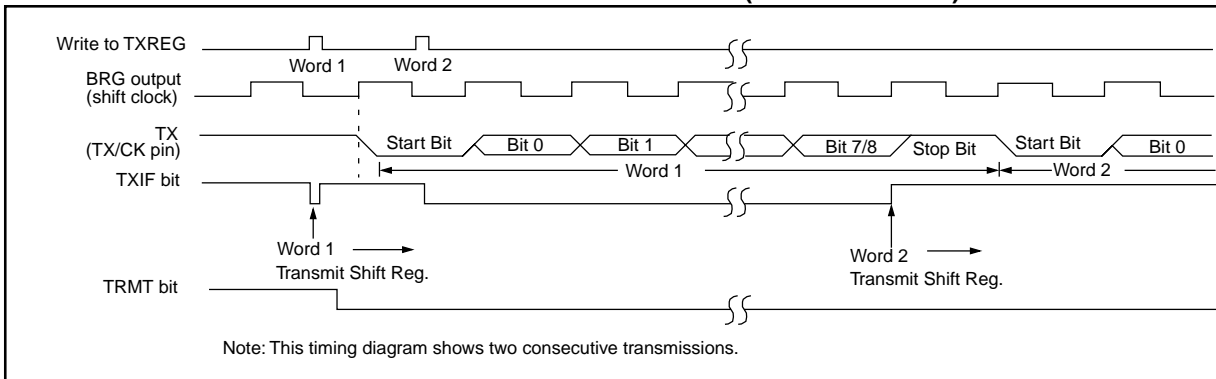 Write to TXREG
Word 1
Word 2
BRG output
(shift clock)
TX
(TX/CK pin)
Start Bit
Bit 0
Bit 1
Bit 7/8
Stop Bit
Start Bit
Bit 0
Word 1
Word 2
TXIF bit
Word 1
Transmit Shift Reg.
Word 2
Transmit Shift Reg.
TRMT bit
Note: This timing diagram shows two consecutive transmissions.